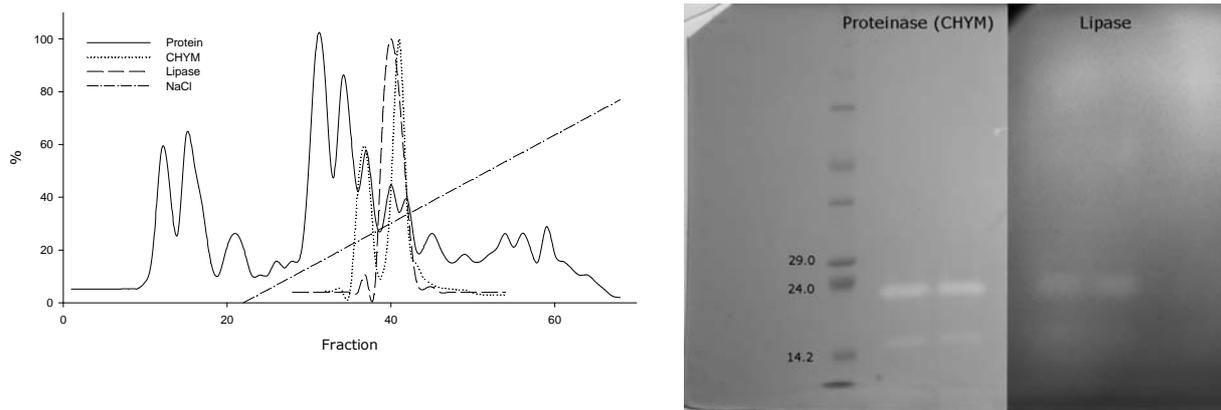 100
80
60
40
20
0
%
Protein
CHYM
Lipase
NaCl
0 20 40 60
Fraction
Proteinase (CHYM) Lipase
29.0
24.0
14.2